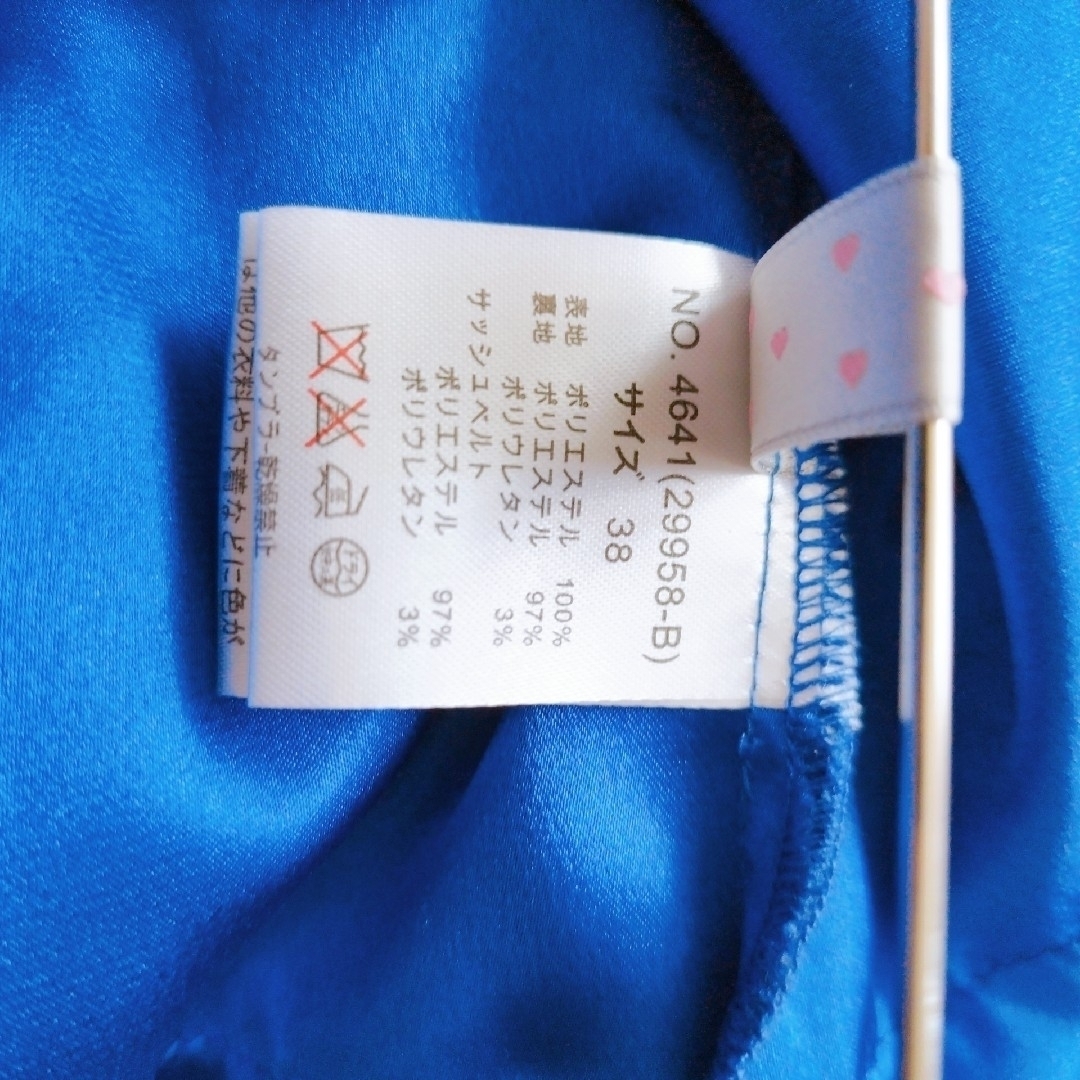 NO. 4641(29958-B)
サイズ 38
表地 ポリエステル 100%
裏地 ポリエステル 97%
ポリウレタン 3%
サッシュベルト
ポリエステル 97%
ポリウレタン 3%
ドライ
タンブラー乾燥禁止
は他の衣料や下着などに色が